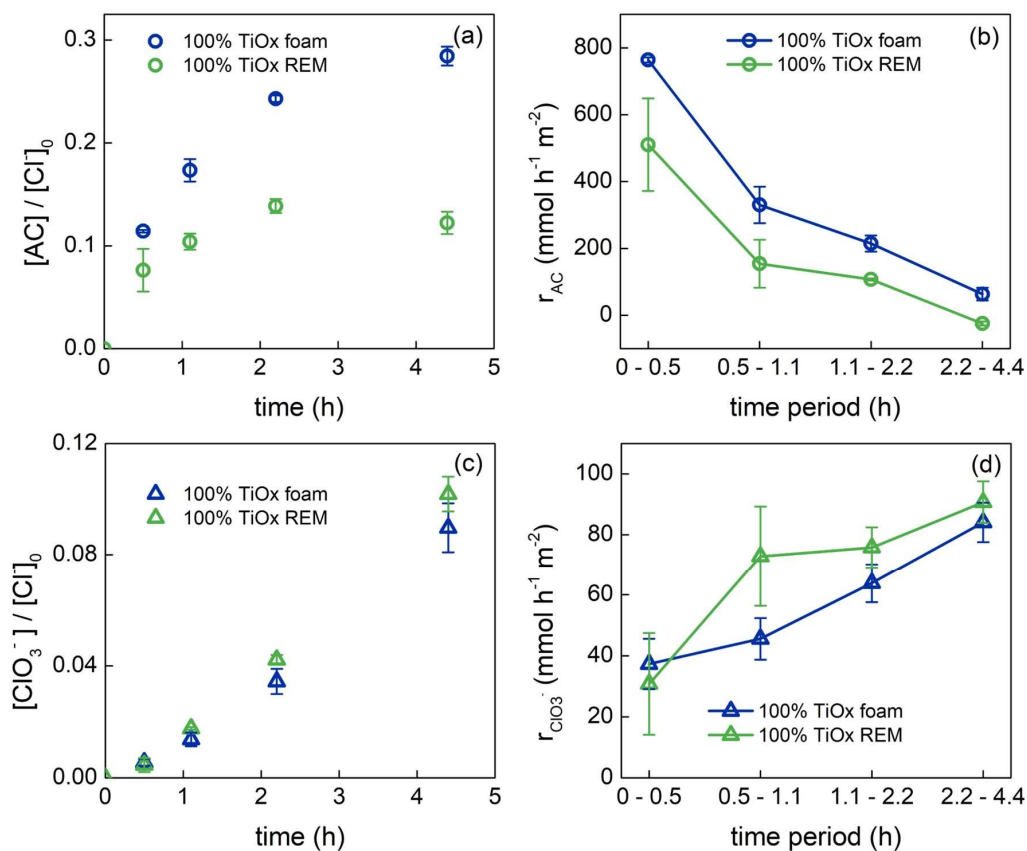 (a)
100% TiOx foam
100% TiOx REM
[AC] / [Cl⁻]₀
0.3
0.2
0.1
0.0
0 1 2 3 4 5
time (h)
(b)
100% TiOx foam
100% TiOx REM
r_AC (mmol h⁻¹ m⁻²)
800
600
400
200
0
0 - 0.5 0.5 - 1.1 1.1 - 2.2 2.2 - 4.4
time period (h)
(c)
100% TiOx foam
100% TiOx REM
[ClO₃⁻] / [Cl⁻]₀
0.12
0.08
0.04
0.00
0 1 2 3 4 5
time (h)
(d)
r_ClO3⁻ (mmol h⁻¹ m⁻²)
100
80
60
40
20
0
100% TiOx foam
100% TiOx REM
0 - 0.5 0.5 - 1.1 1.1 - 2.2 2.2 - 4.4
time period (h)